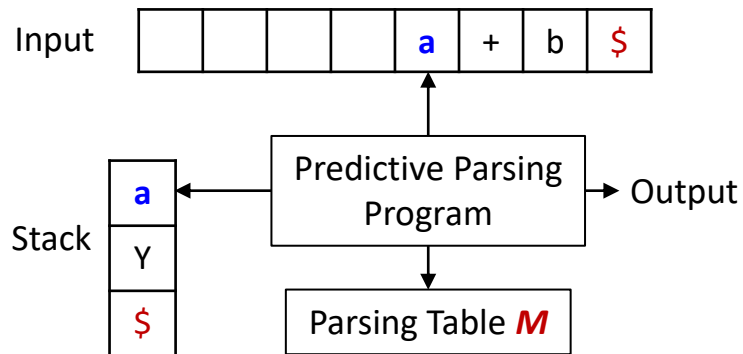 Input a + b $
Predictive Parsing
Program
Output
Stack
a
Y
$
Parsing Table M